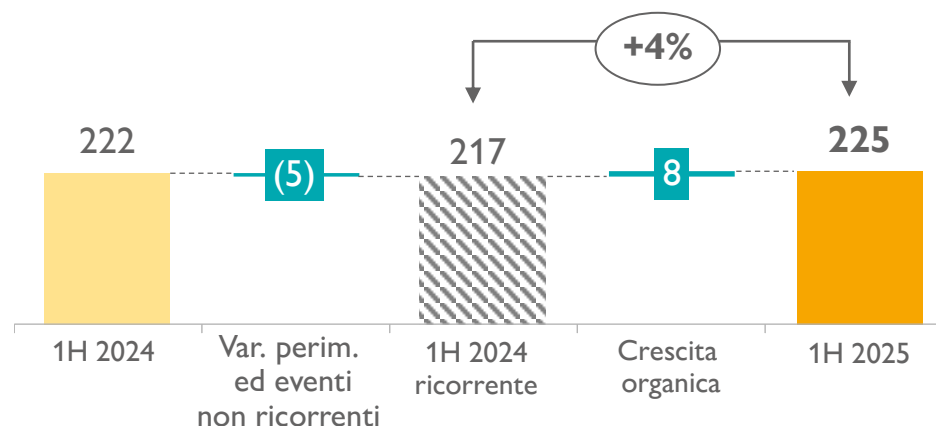 +4%
222
(5)
217
8
225
1H 2024
Var. perim.
ed eventi
non ricorrenti
1H 2024
ricorrente
Crescita
organica
1H 2025